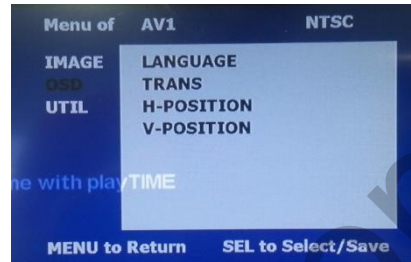 Menu of AV1 NTSC
IMAGE LANGUAGE
OSD TRANS
UTIL H-POSITION
V-POSITION
ne with playTIME
MENU to Return SEL to Select/Save